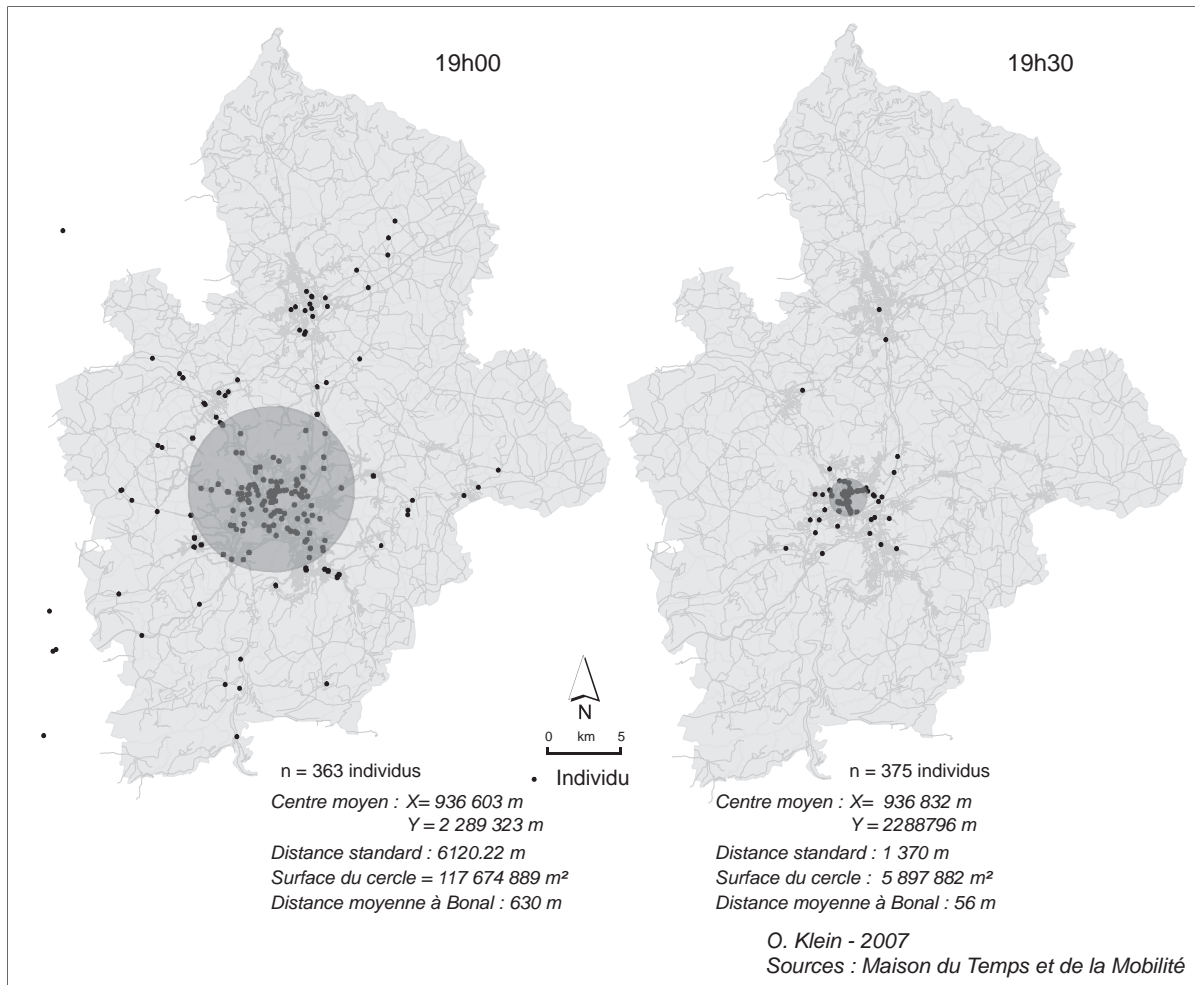 19h00
19h30
N
0 km 5
• Individu
n = 363 individus
Centre moyen : X= 936 603 m
Y = 2 289 323 m
Distance standard : 6120.22 m
Surface du cercle = 117 674 889 m²
Distance moyenne à Bonal : 630 m
n = 375 individus
Centre moyen : X= 936 832 m
Y = 2288796 m
Distance standard : 1 370 m
Surface du cercle : 5 897 882 m²
Distance moyenne à Bonal : 56 m
O. Klein - 2007
Sources : Maison du Temps et de la Mobilité